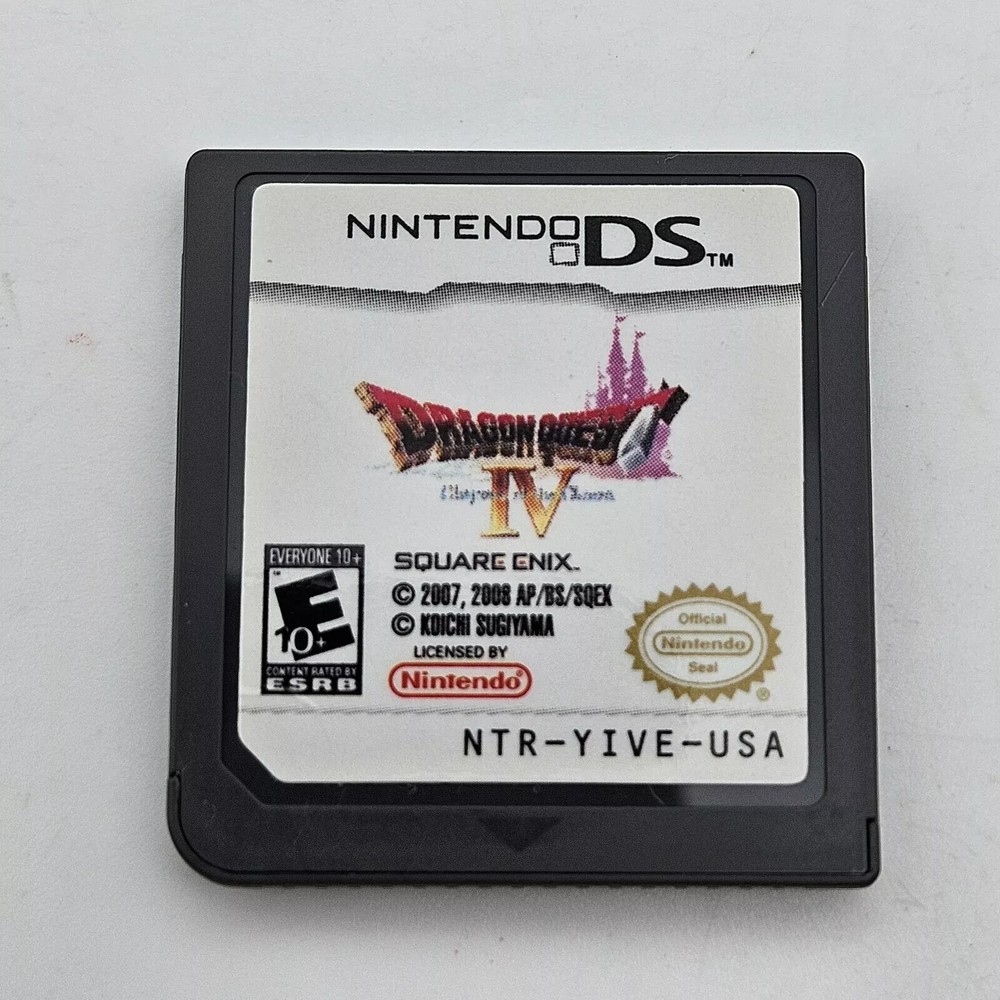 NINTENDO DS™
DRAGON QUEST
IV
EVERYONE 10+
E
10+
CONTENT RATED BY
ESRB
SQUARE ENIX™
© 2007, 2008 AP/BS/SQEX
© KOICHI SUGIYAMA
LICENSED BY
Nintendo®
Official
Nintendo
Seal
®
NTR-YIVE-USA